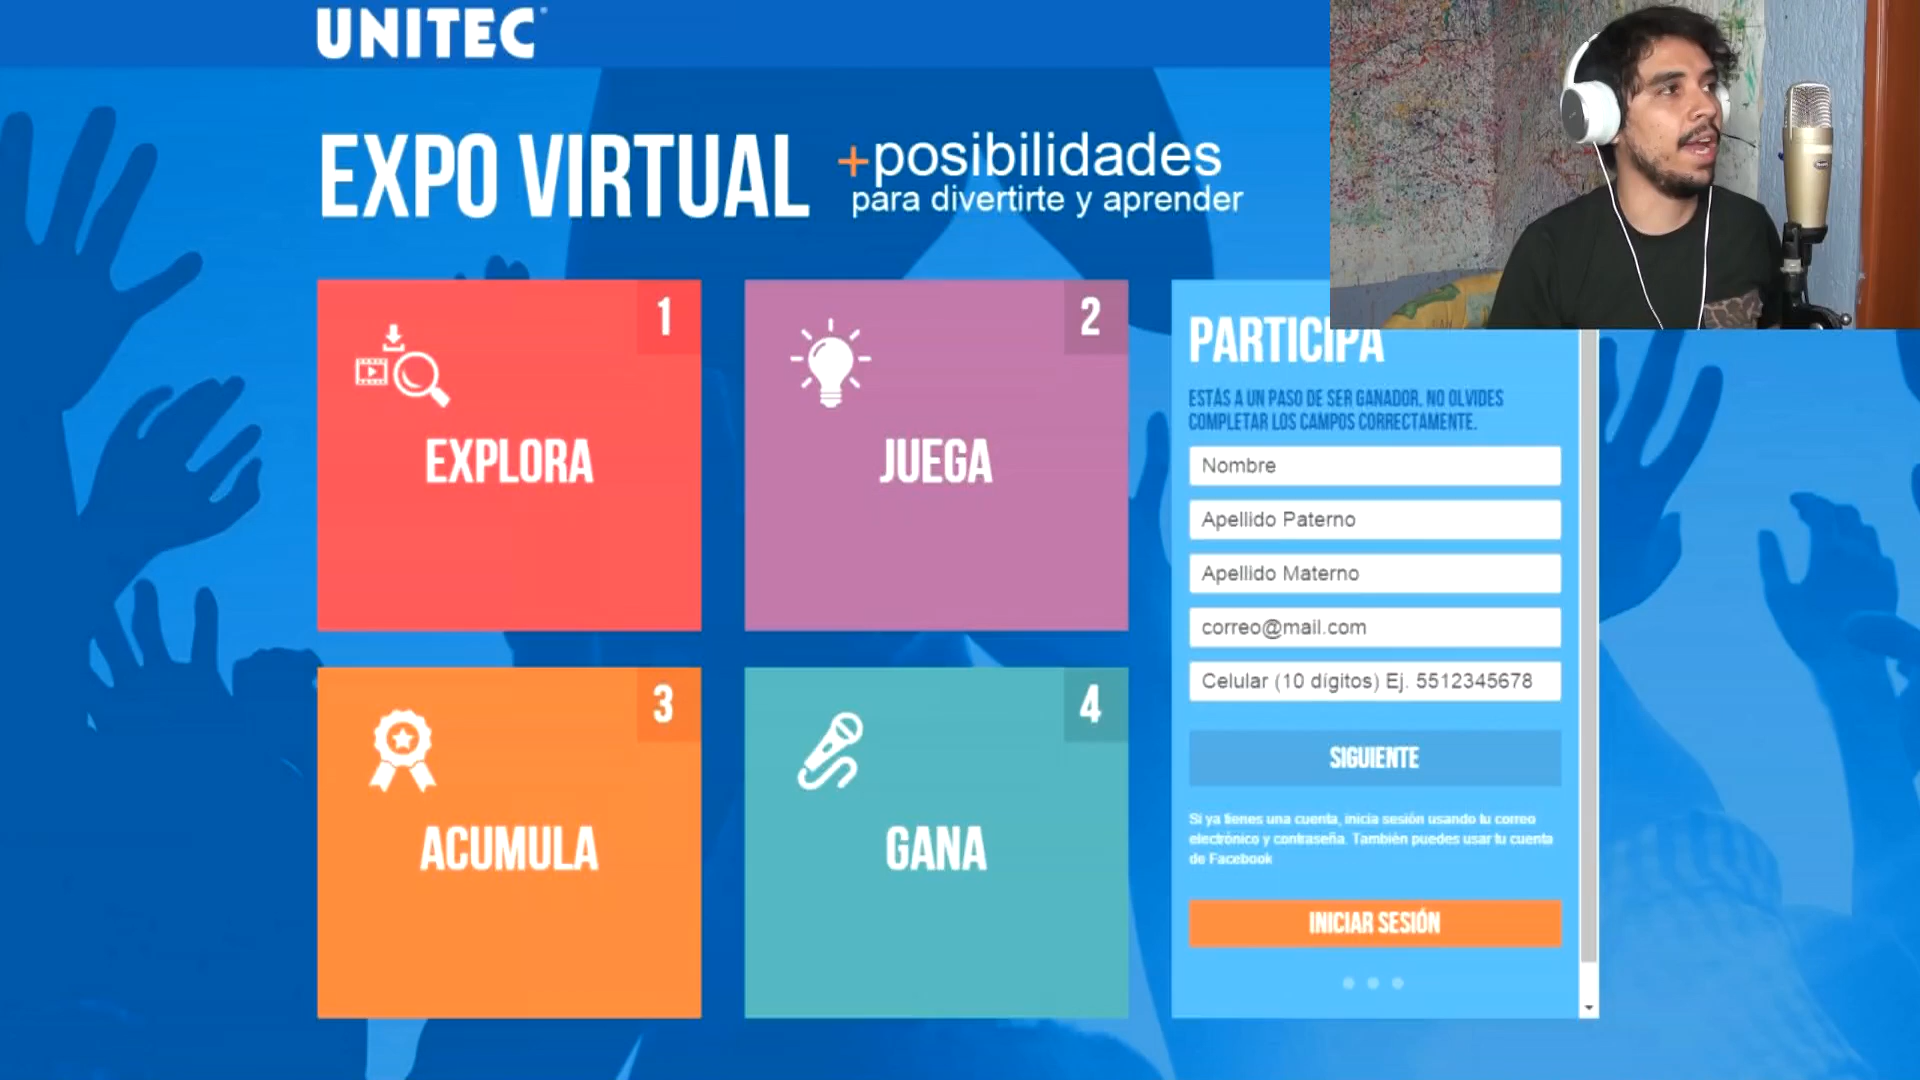 UNITEC
EXPO VIRTUAL
+posibilidades
para divertirte y aprender
1
EXPLORA
2
JUEGA
3
ACUMULA
4
GANA
PARTICIPA
ESTÁS A UN PASO DE SER GANADOR. NO OLVIDES
COMPLETAR LOS CAMPOS CORRECTAMENTE.
Nombre
Apellido Paterno
Apellido Materno
correo@mail.com
Celular (10 dígitos) Ej. 5512345678
SIGUIENTE
Si ya tienes una cuenta, inicia sesión usando tu correo
electrónico y contraseña. También puedes usar tu cuenta
de Facebook
INICIAR SESIÓN